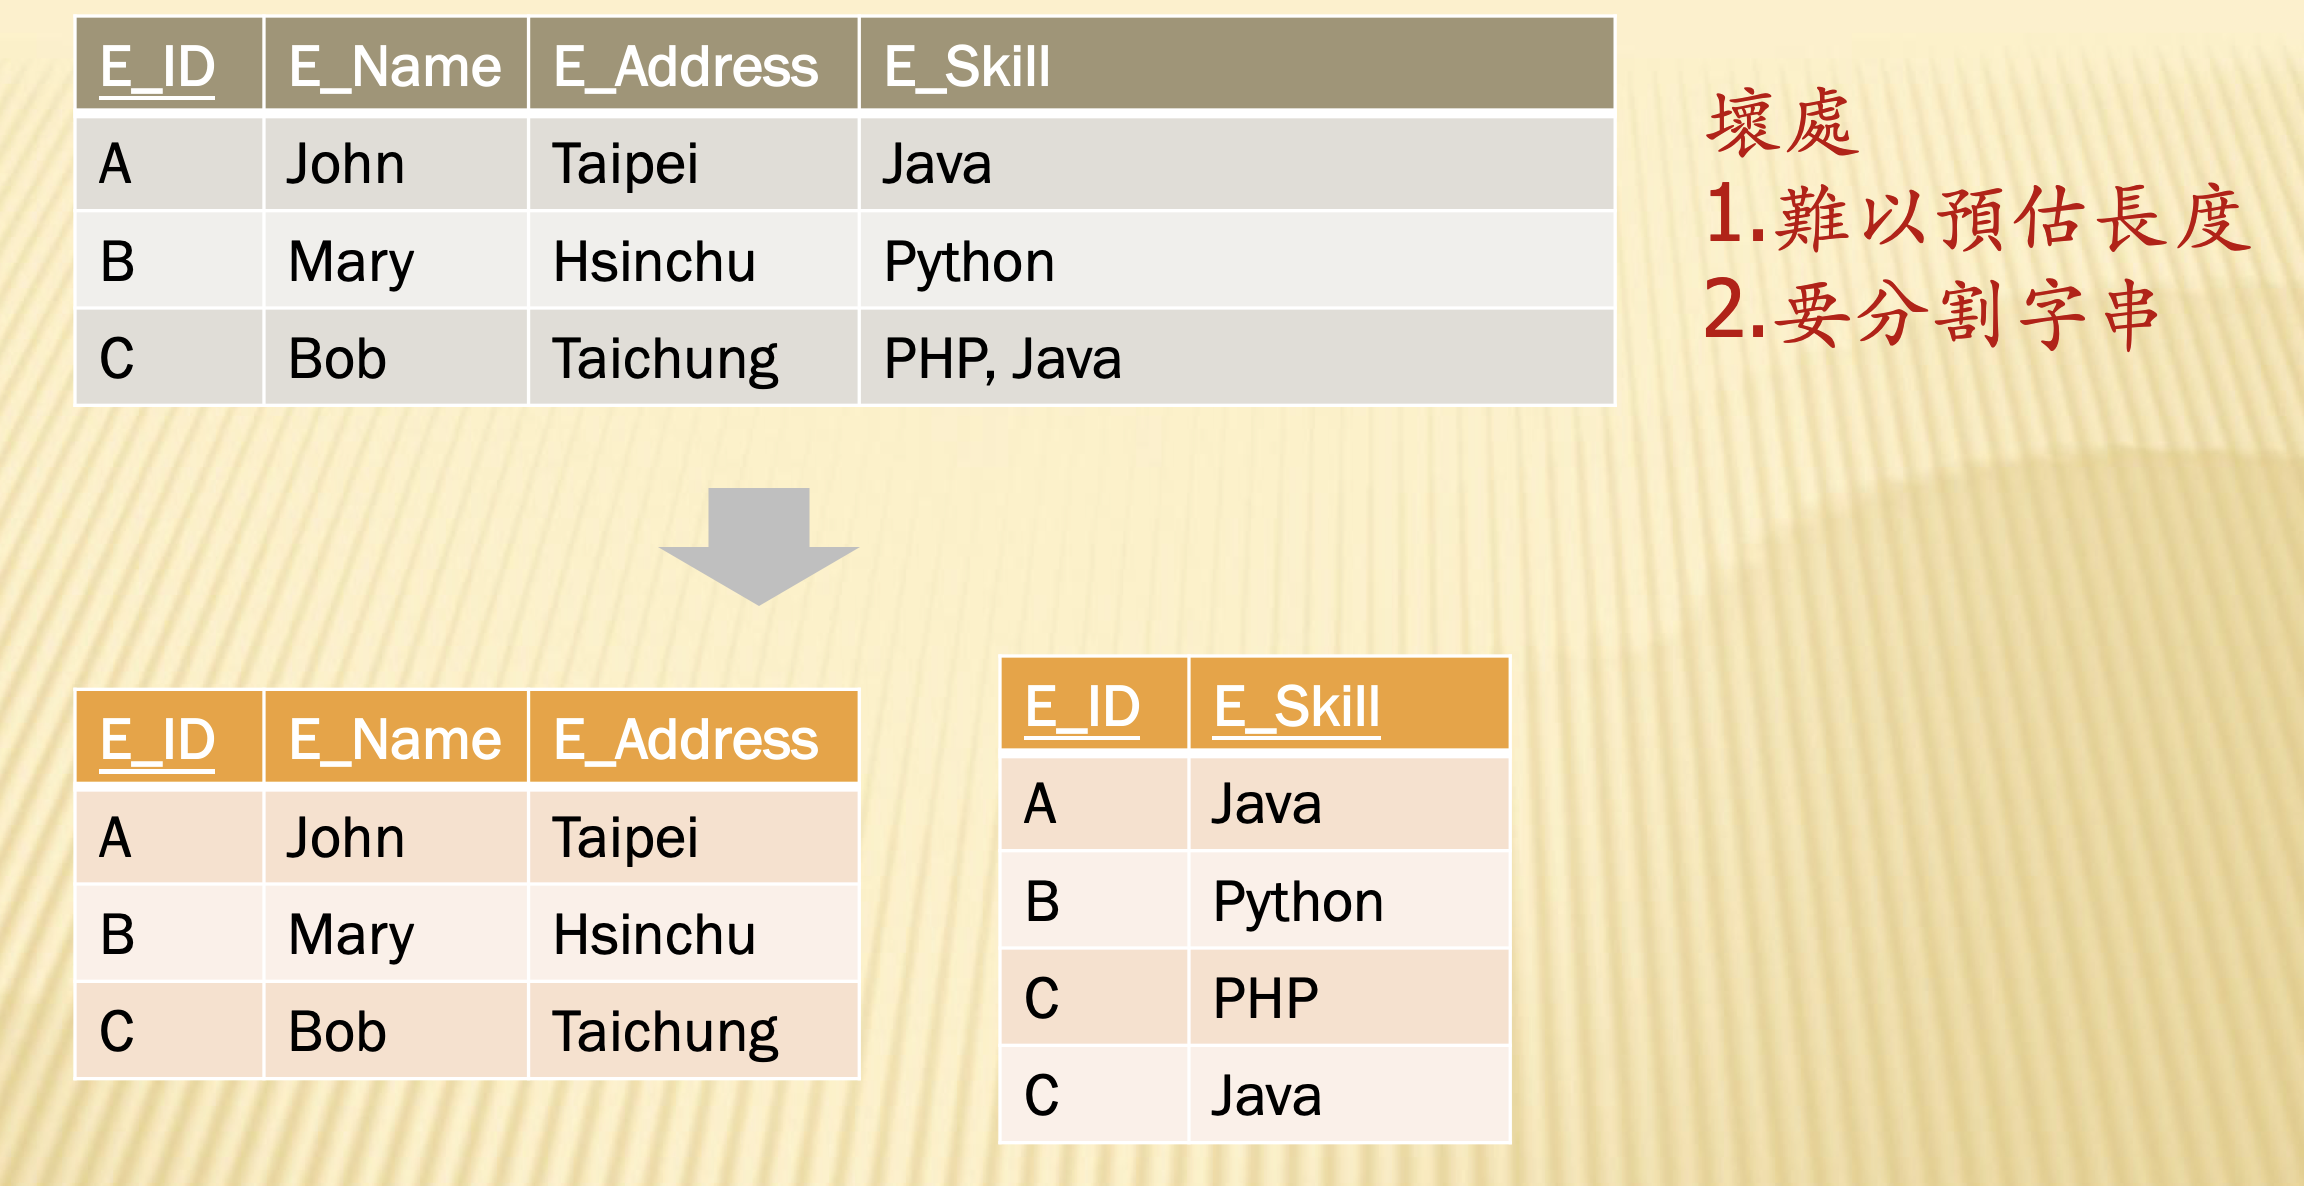 E_ID E_Name E_Address E_Skill
A John Taipei Java
B Mary Hsinchu Python
C Bob Taichung PHP, Java
壞處
1.難以預估長度
2.要分割字串
E_ID E_Name E_Address
A John Taipei
B Mary Hsinchu
C Bob Taichung
E_ID E_Skill
A Java
B Python
C PHP
C Java